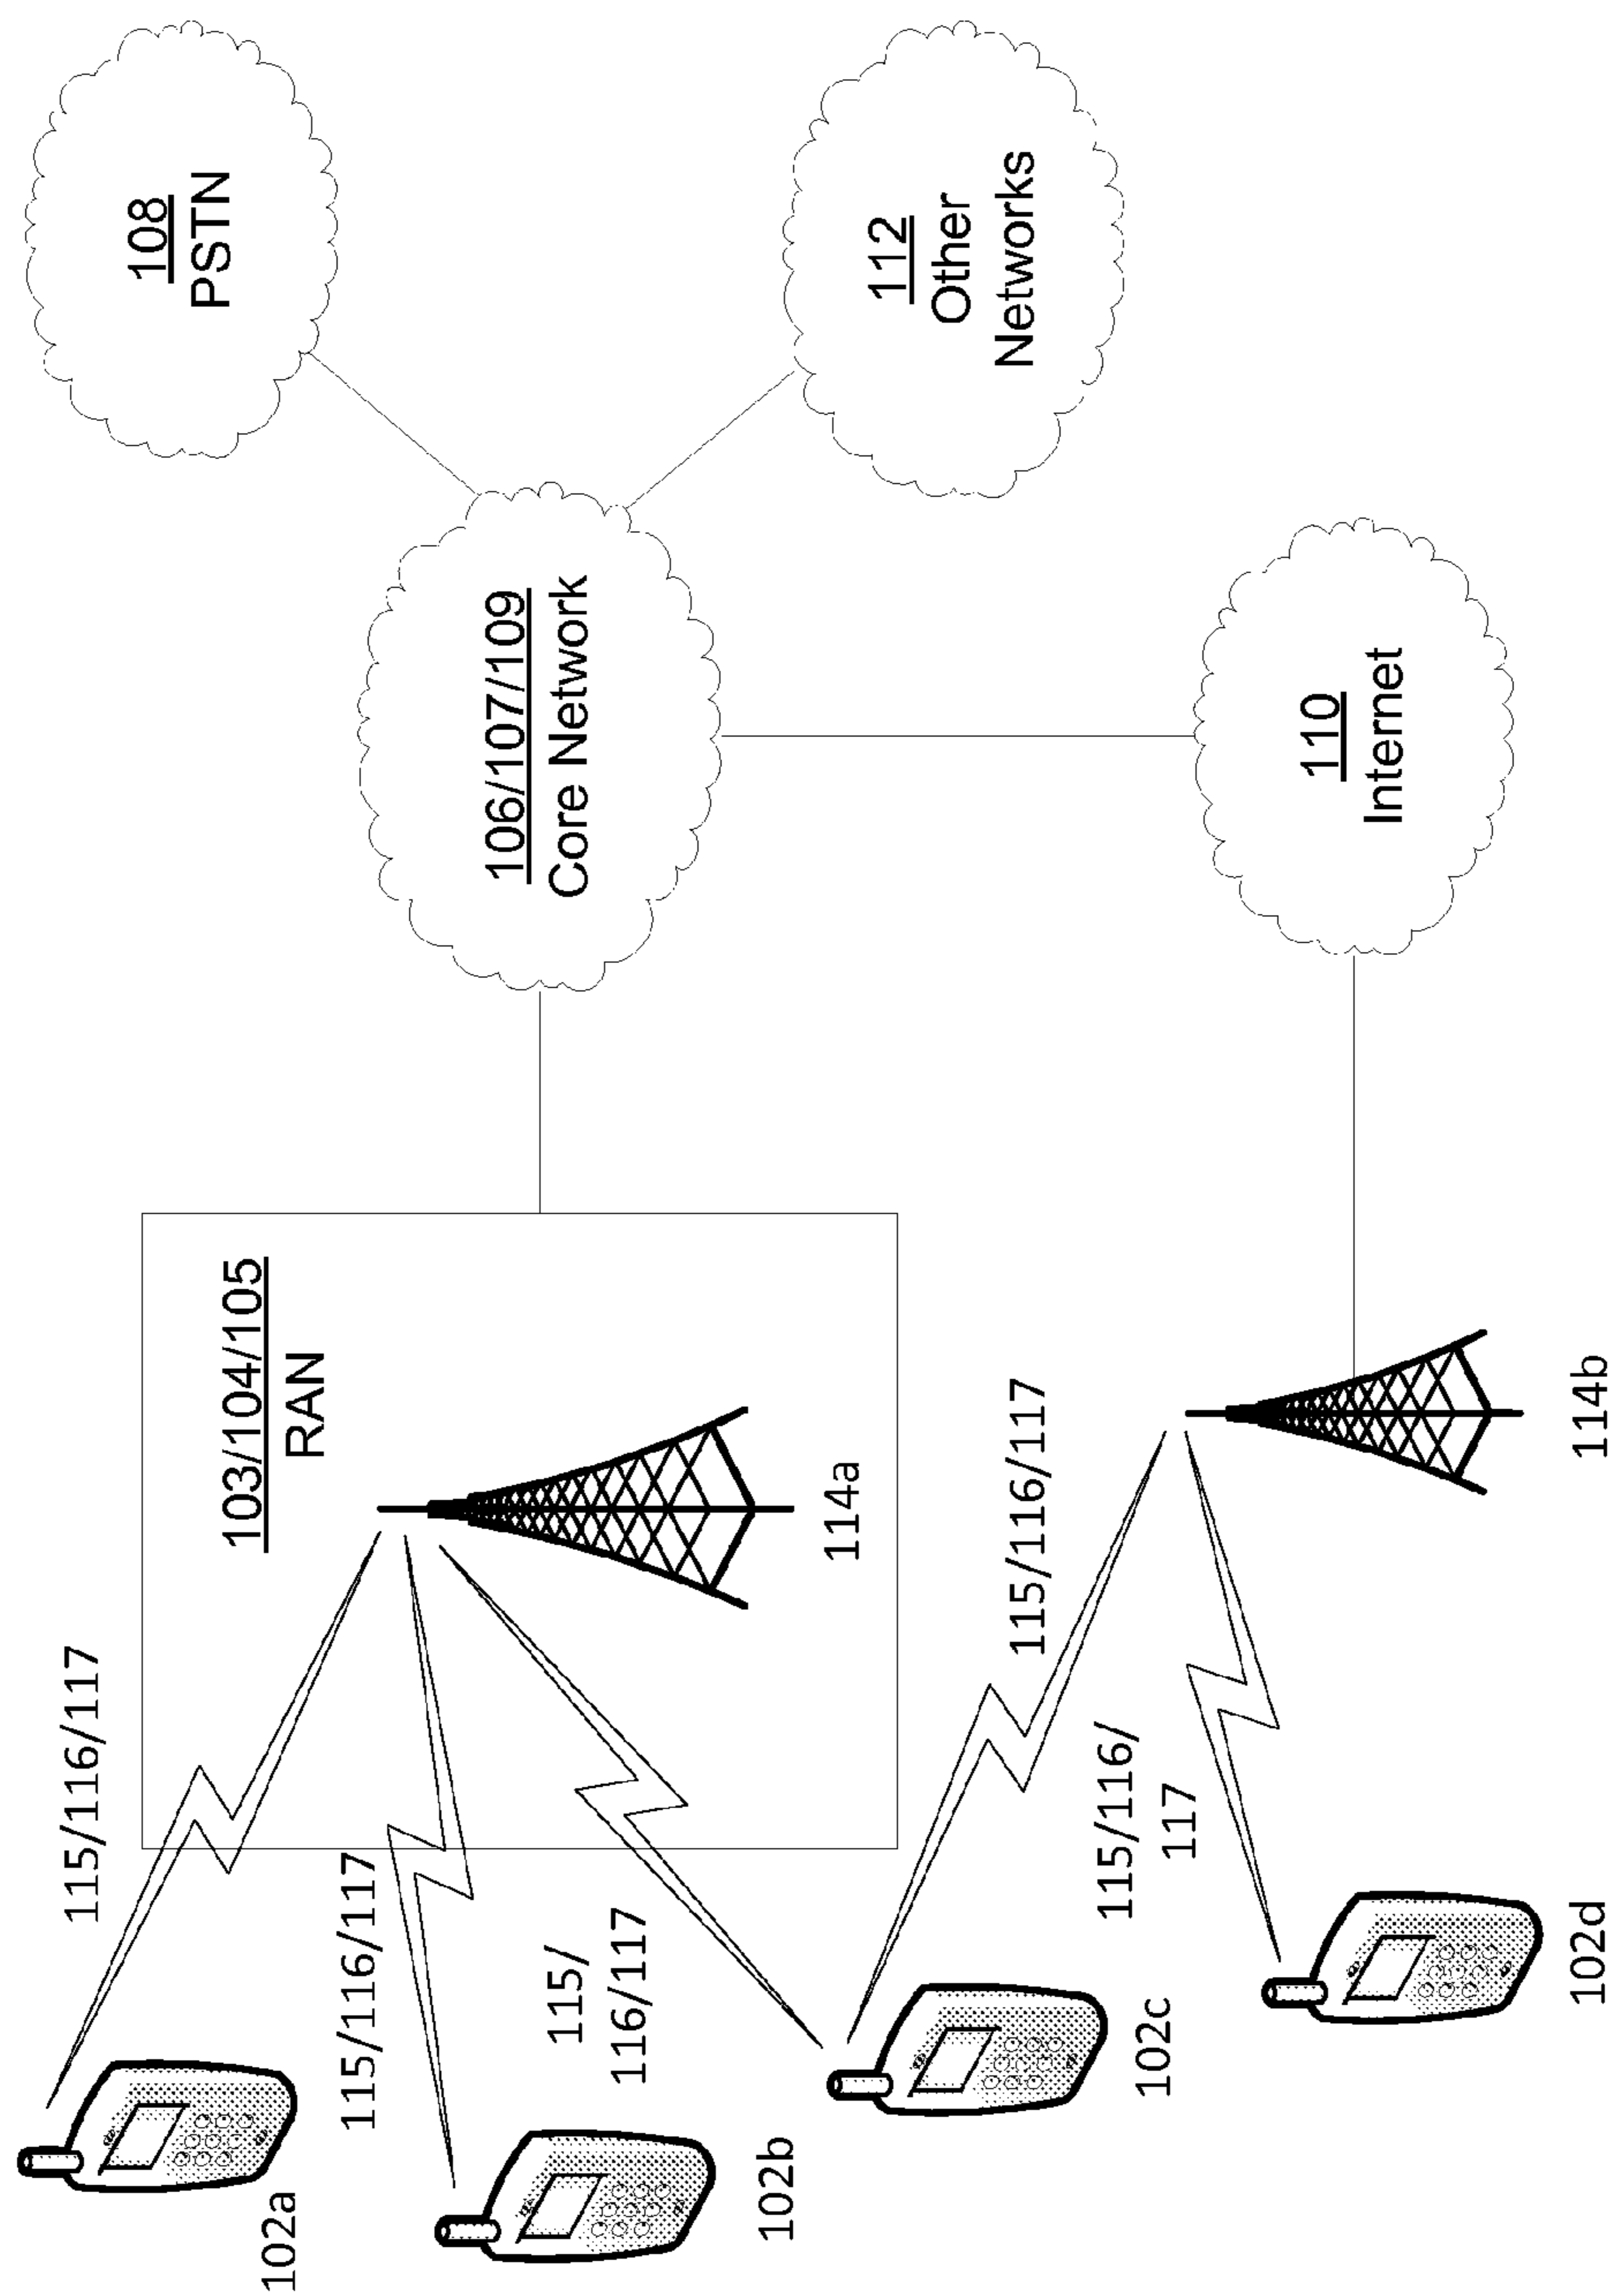 115/116/117
102a
103/104/105
RAN
114a
115/116/117
102b
115/
116/117
102c
115/116/117
115/116/
117
102d
114b
106/107/109
Core Network
108
PSTN
112
Other
Networks
110
Internet